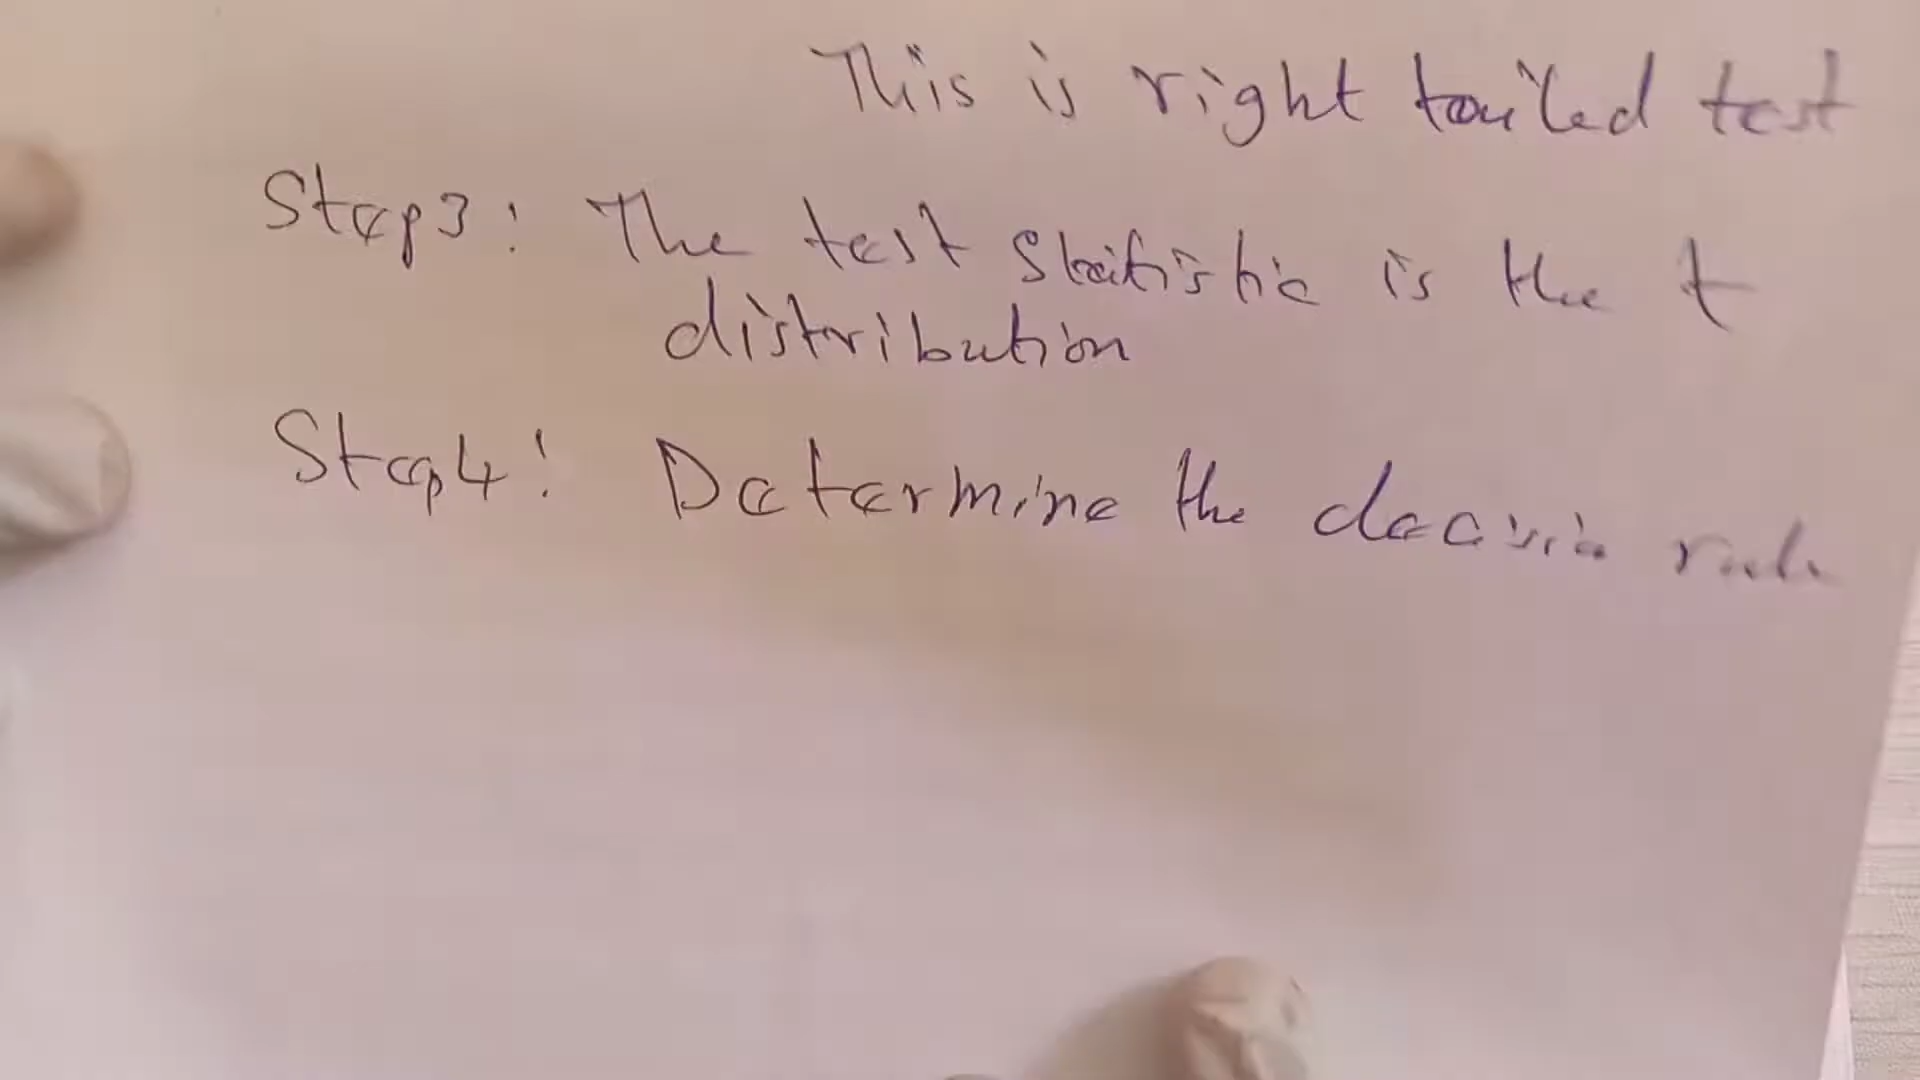 This is right tailed test
Step3: The test statistic is the t
distribution
Step4: Determine the decision rule